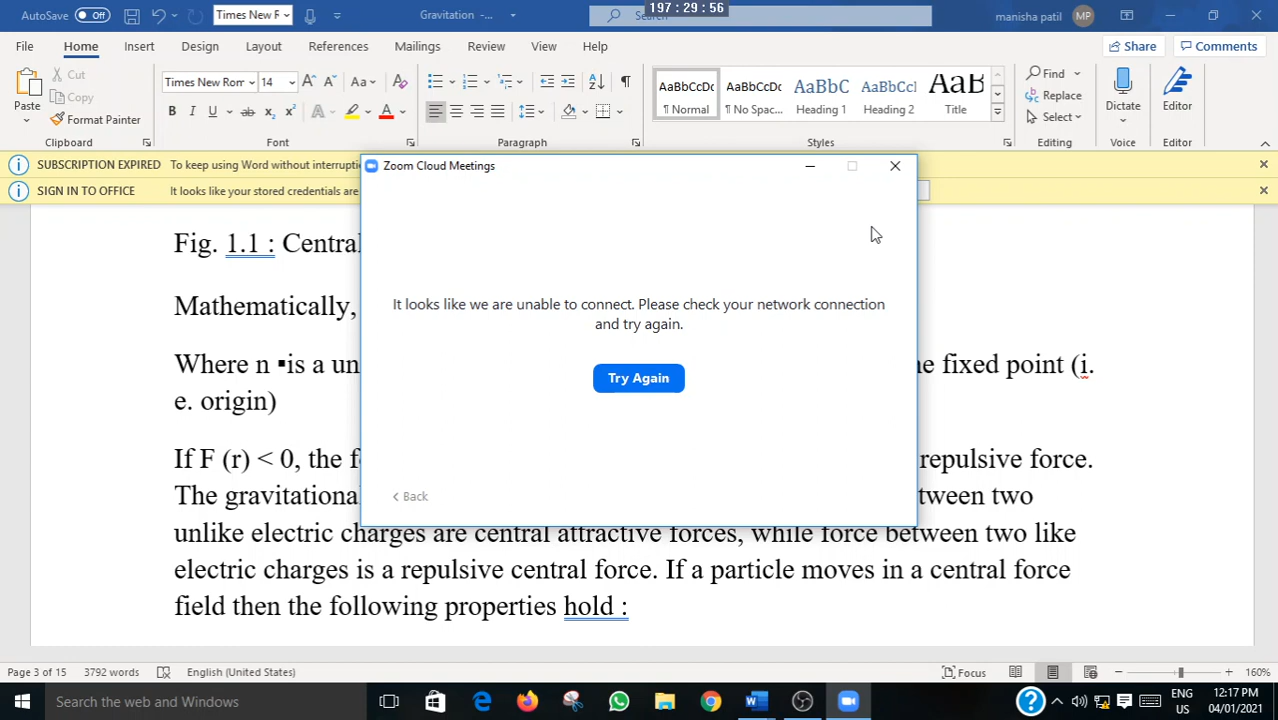 AutoSave Off Times New R Gravitation - ... Search 197 : 29 : 56 manisha patil MP
File Home Insert Design Layout References Mailings Review View Help Share Comments
Paste Cut Copy Format Painter
Times New Rom 14 Aa
B I U ab x₂ x² A A
AaBbCcDc AaBbCcDc AaBbC AaBbCcI AaB
¶ Normal ¶ No Spac... Heading 1 Heading 2 Title
Find Replace Select
Dictate Editor
Clipboard Font Paragraph Styles Editing Voice Editor
SUBSCRIPTION EXPIRED To keep using Word without interrupti
SIGN IN TO OFFICE It looks like your stored credentials are
Zoom Cloud Meetings
It looks like we are unable to connect. Please check your network connection
and try again.
Try Again
Back
Fig. 1.1 : Central
Mathematically,
Where n ▪is a un he fixed point (i.
e. origin)
If F (r) < 0, the fo repulsive force.
The gravitational tween two
unlike electric charges are central attractive forces, while force between two like
electric charges is a repulsive central force. If a particle moves in a central force
field then the following properties hold :
Page 3 of 15 3792 words English (United States) Focus 160%
Search the web and Windows
ENG 12:17 PM
US 04/01/2021